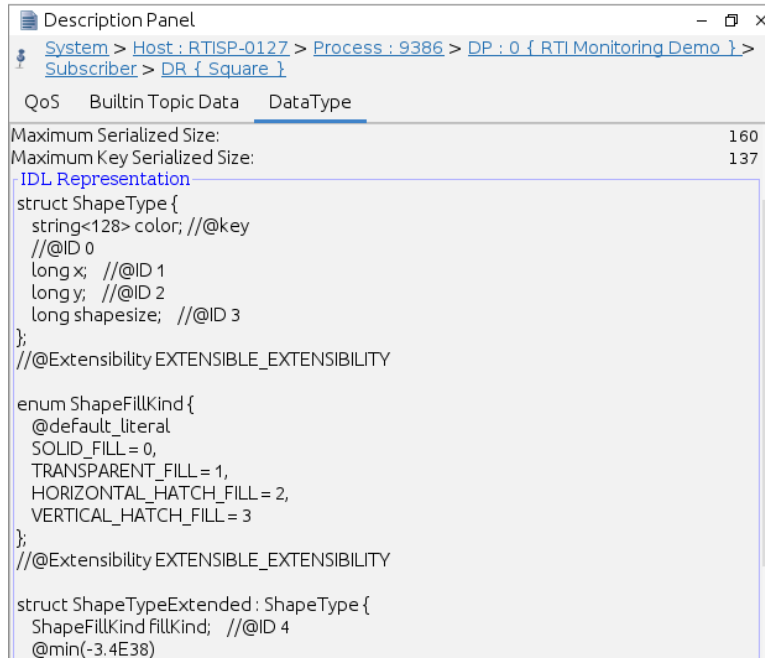 Description Panel
System > Host : RTISP-0127 > Process : 9386 > DP : 0 { RTI Monitoring Demo } >
Subscriber > DR { Square }
QoS Builtin Topic Data DataType
Maximum Serialized Size: 160
Maximum Key Serialized Size: 137
IDL Representation
struct ShapeType {
string<128> color; //@key
//@ID 0
long x; //@ID 1
long y; //@ID 2
long shapesize; //@ID 3
};
//@Extensibility EXTENSIBLE_EXTENSIBILITY
enum ShapeFillKind {
@default_literal
SOLID_FILL = 0,
TRANSPARENT_FILL = 1,
HORIZONTAL_HATCH_FILL = 2,
VERTICAL_HATCH_FILL = 3
};
//@Extensibility EXTENSIBLE_EXTENSIBILITY
struct ShapeTypeExtended : ShapeType {
ShapeFillKind fillKind; //@ID 4
@min(-3.4E38)